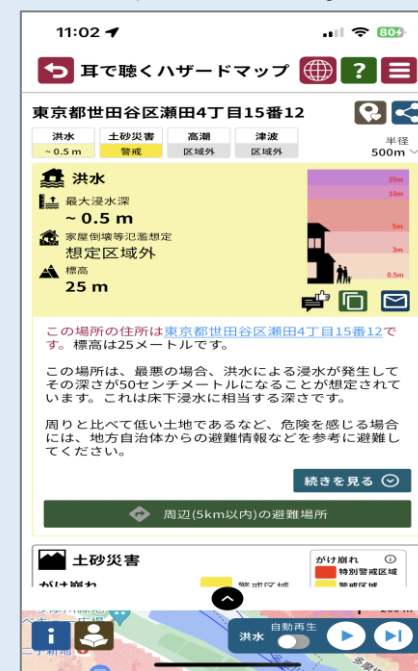 11:02
80
耳で聴くハザードマップ
?
東京都世田谷区瀬田4丁目15番12
洪水 土砂災害 高潮 津波
~0.5 m 警戒 区域外 区域外
半径
500m
洪水
最大浸水深
~ 0.5 m
家屋倒壊等氾濫想定
想定区域外
標高
25 m
20m
10m
5m
3m
0.5m
この場所の住所は東京都世田谷区瀬田4丁目15番12で
す。標高は25メートルです。
この場所は、最悪の場合、洪水による浸水が発生して
その深さが50センチメートルになることが想定されて
います。これは床下浸水に相当する深さです。
周りと比べて低い土地であるなど、危険を感じる場合
には、地方自治体からの避難情報などを参考に避難し
てください。
続きを見る
周辺(5km以内)の避難場所
土砂災害
がけ崩れ
特別警戒区域
警戒区域
がけ崩れ
警戒区域
自動再生
洪水